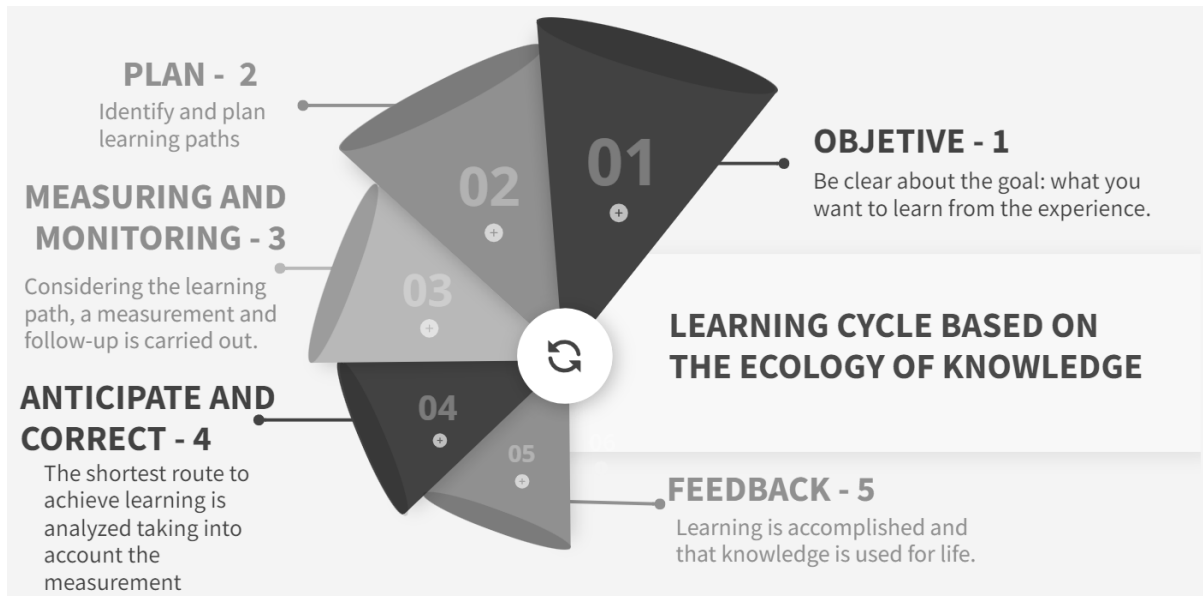 OBJETIVE - 1
Be clear about the goal: what you
want to learn from the experience.
01
PLAN - 2
Identify and plan
learning paths
02
MEASURING AND
MONITORING - 3
Considering the learning
path, a measurement and
follow-up is carried out.
03
ANTICIPATE AND
CORRECT - 4
The shortest route to
achieve learning is
analyzed taking into
account the
measurement
04
FEEDBACK - 5
Learning is accomplished and
that knowledge is used for life.
05
LEARNING CYCLE BASED ON
THE ECOLOGY OF KNOWLEDGE